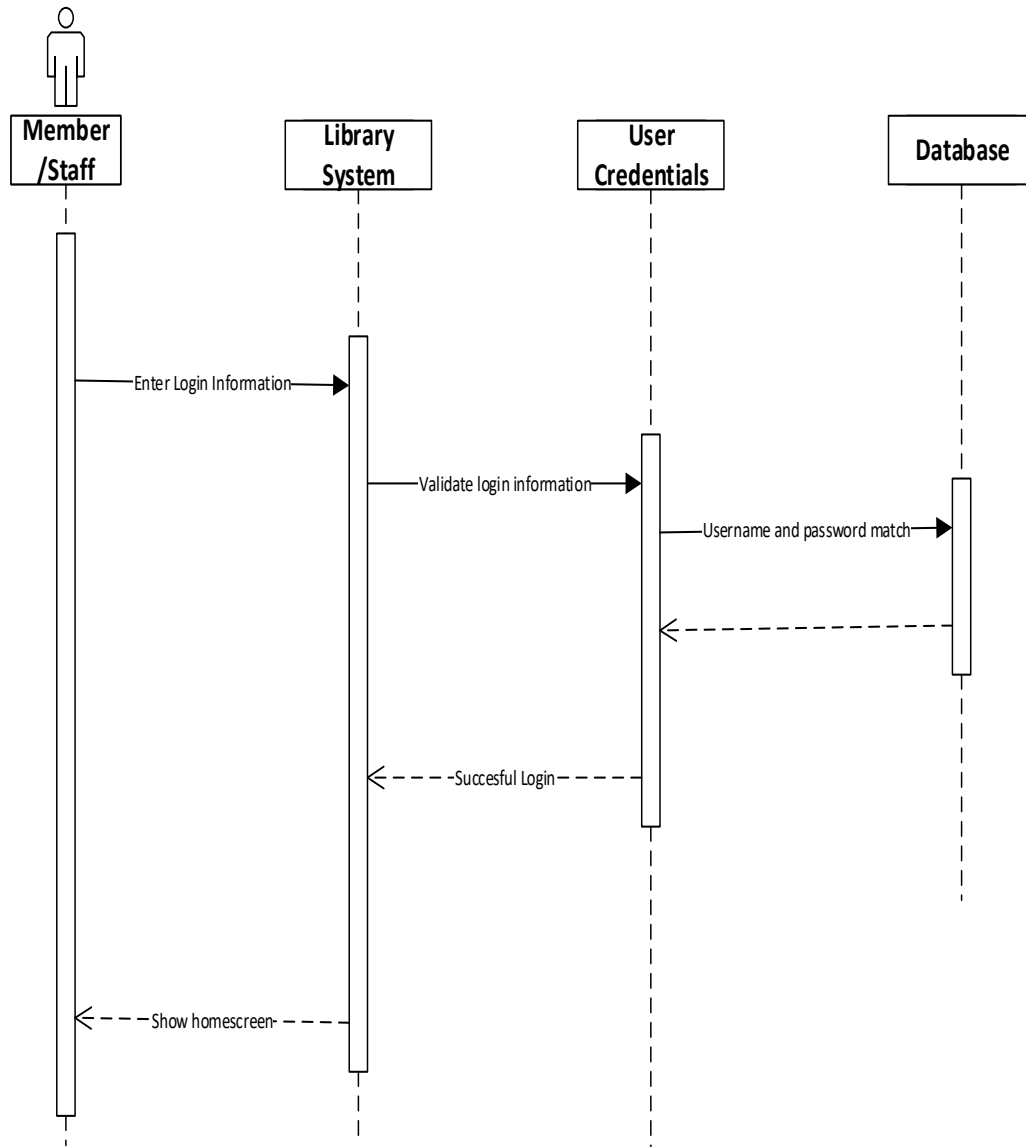 Member
/Staff
Library
System
User
Credentials
Database
Enter Login Information
Validate login information
Username and password match
Succesful Login
Show homescreen